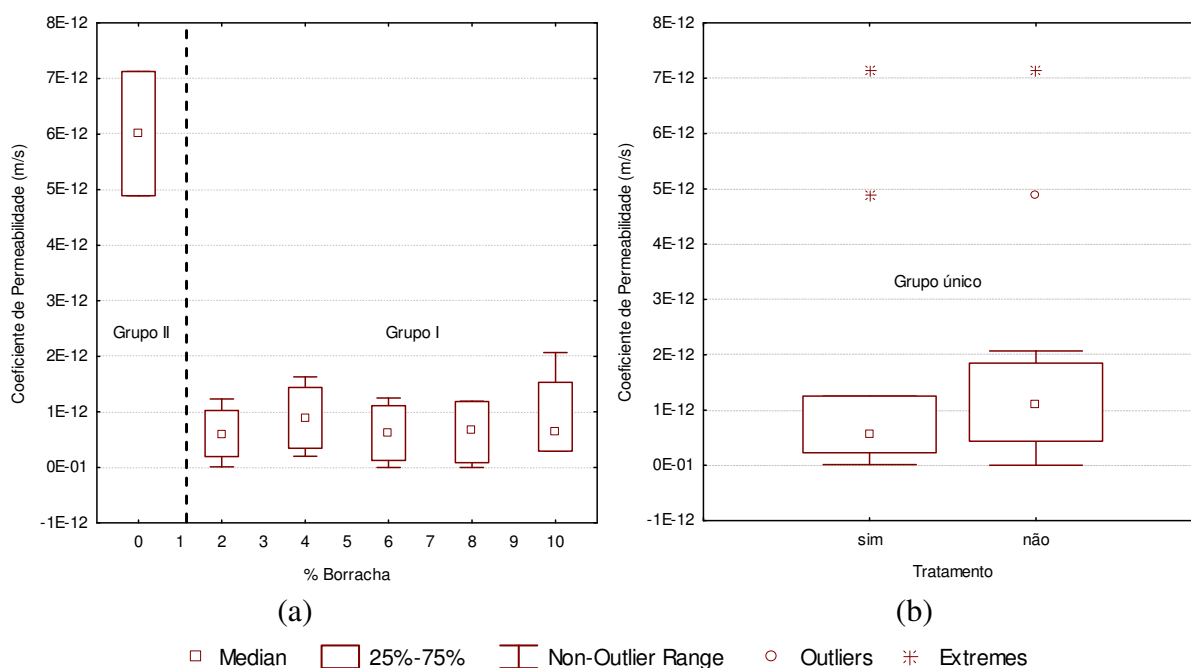 8E-12
7E-12
6E-12
5E-12
4E-12
3E-12
2E-12
1E-12
0E-01
-1E-12
Coeficiente de Permeabilidade (m/s)
Grupo II
Grupo I
0 1 2 3 4 5 6 7 8 9 10
% Borracha
(a)
8E-12
7E-12
6E-12
5E-12
4E-12
3E-12
2E-12
1E-12
0E-01
-1E-12
Coeficiente de Permeabilidade (m/s)
Grupo único
sim não
Tratamento
(b)
Median 25%-75% Non-Outlier Range Outliers Extremes